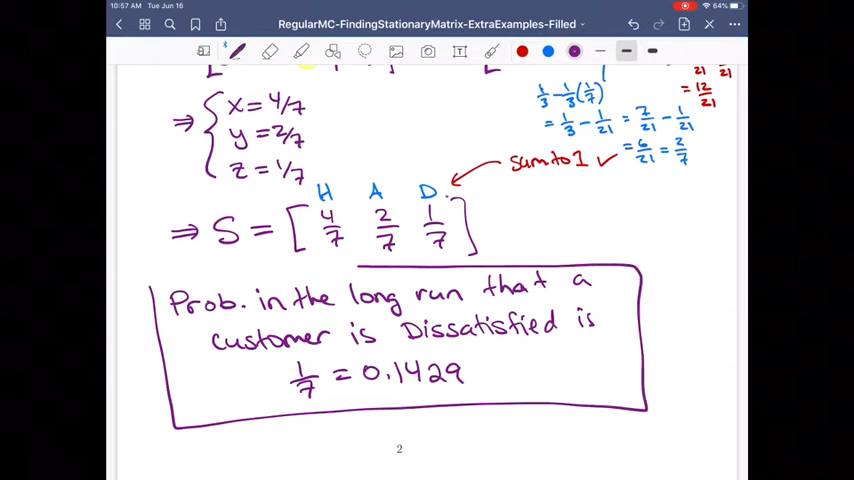 10:57 AM Tue Jun 16
64%
RegularMC-FindingStationaryMatrix-ExtraExamples-Filled
21 21
= 12/21
1/3 - 1/3(1/7)
= 1/3 - 1/21 = 7/21 - 1/21
= 6/21 = 2/7
⇒ { x = 4/7
y = 2/7
z = 1/7
sum to 1 ✓
H A D
⇒ S = [ 4/7 2/7 1/7 ]
Prob. in the long run that a
customer is Dissatisfied is
1/7 = 0.1429
2